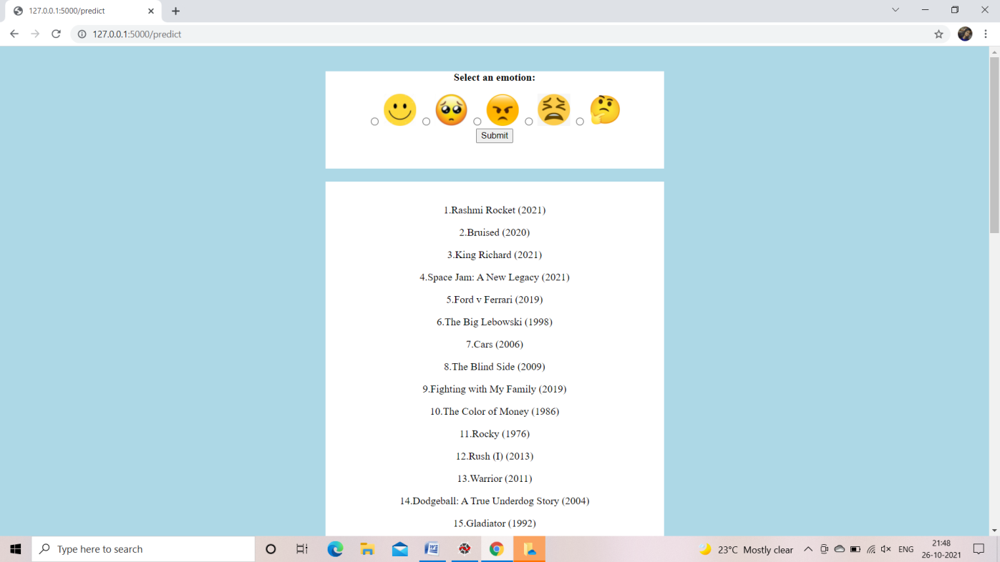 127.0.0.1:5000/predict
127.0.0.1:5000/predict
Select an emotion:
Submit
1.Rashmi Rocket (2021)
2.Bruised (2020)
3.King Richard (2021)
4.Space Jam: A New Legacy (2021)
5.Ford v Ferrari (2019)
6.The Big Lebowski (1998)
7.Cars (2006)
8.The Blind Side (2009)
9.Fighting with My Family (2019)
10.The Color of Money (1986)
11.Rocky (1976)
12.Rush (I) (2013)
13.Warrior (2011)
14.Dodgeball: A True Underdog Story (2004)
15.Gladiator (1992)
Type here to search
23°C Mostly clear
ENG
21:48
26-10-2021